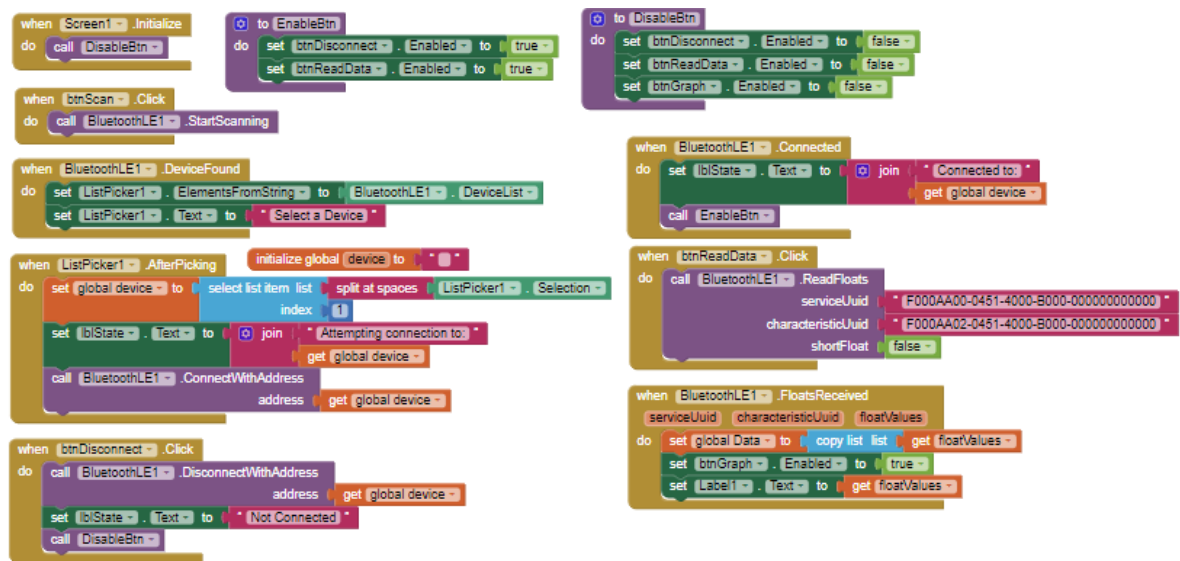 when Screen1 .Initialize
do call DisableBtn
to EnableBtn
do set btnDisconnect . Enabled to true
set btnReadData . Enabled to true
to DisableBtn
do set btnDisconnect . Enabled to false
set btnReadData . Enabled to false
set btnGraph . Enabled to false
when btnScan .Click
do call BluetoothLE1 .StartScanning
when BluetoothLE1 .DeviceFound
do set ListPicker1 . ElementsFromString to BluetoothLE1 . DeviceList
set ListPicker1 . Text to " Select a Device "
initialize global device to " "
when ListPicker1 .AfterPicking
do set global device to select list item list split at spaces ListPicker1 . Selection
index 1
set lblState . Text to join " Attempting connection to: "
get global device
call BluetoothLE1 .ConnectWithAddress
address get global device
when btnDisconnect .Click
do call BluetoothLE1 .DisconnectWithAddress
address get global device
set lblState . Text to " Not Connected "
call DisableBtn
when BluetoothLE1 .Connected
do set lblState . Text to join " Connected to: "
get global device
call EnableBtn
when btnReadData .Click
do call BluetoothLE1 .ReadFloats
serviceUuid " F000AA00-0451-4000-B000-000000000000 "
characteristicUuid " F000AA02-0451-4000-B000-000000000000 "
shortFloat false
when BluetoothLE1 .FloatsReceived
serviceUuid characteristicUuid floatValues
do set global Data to copy list list get floatValues
set btnGraph . Enabled to true
set Label1 . Text to get floatValues